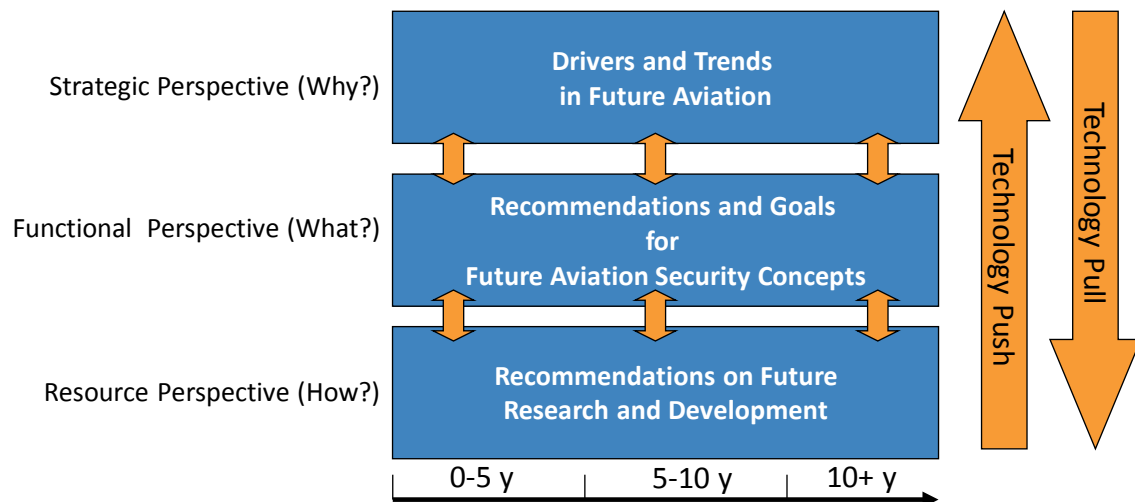 Strategic Perspective (Why?)
Drivers and Trends
in Future Aviation
Functional Perspective (What?)
Recommendations and Goals
for
Future Aviation Security Concepts
Resource Perspective (How?)
Recommendations on Future
Research and Development
0-5 y
5-10 y
10+ y
Technology Push
Technology Pull